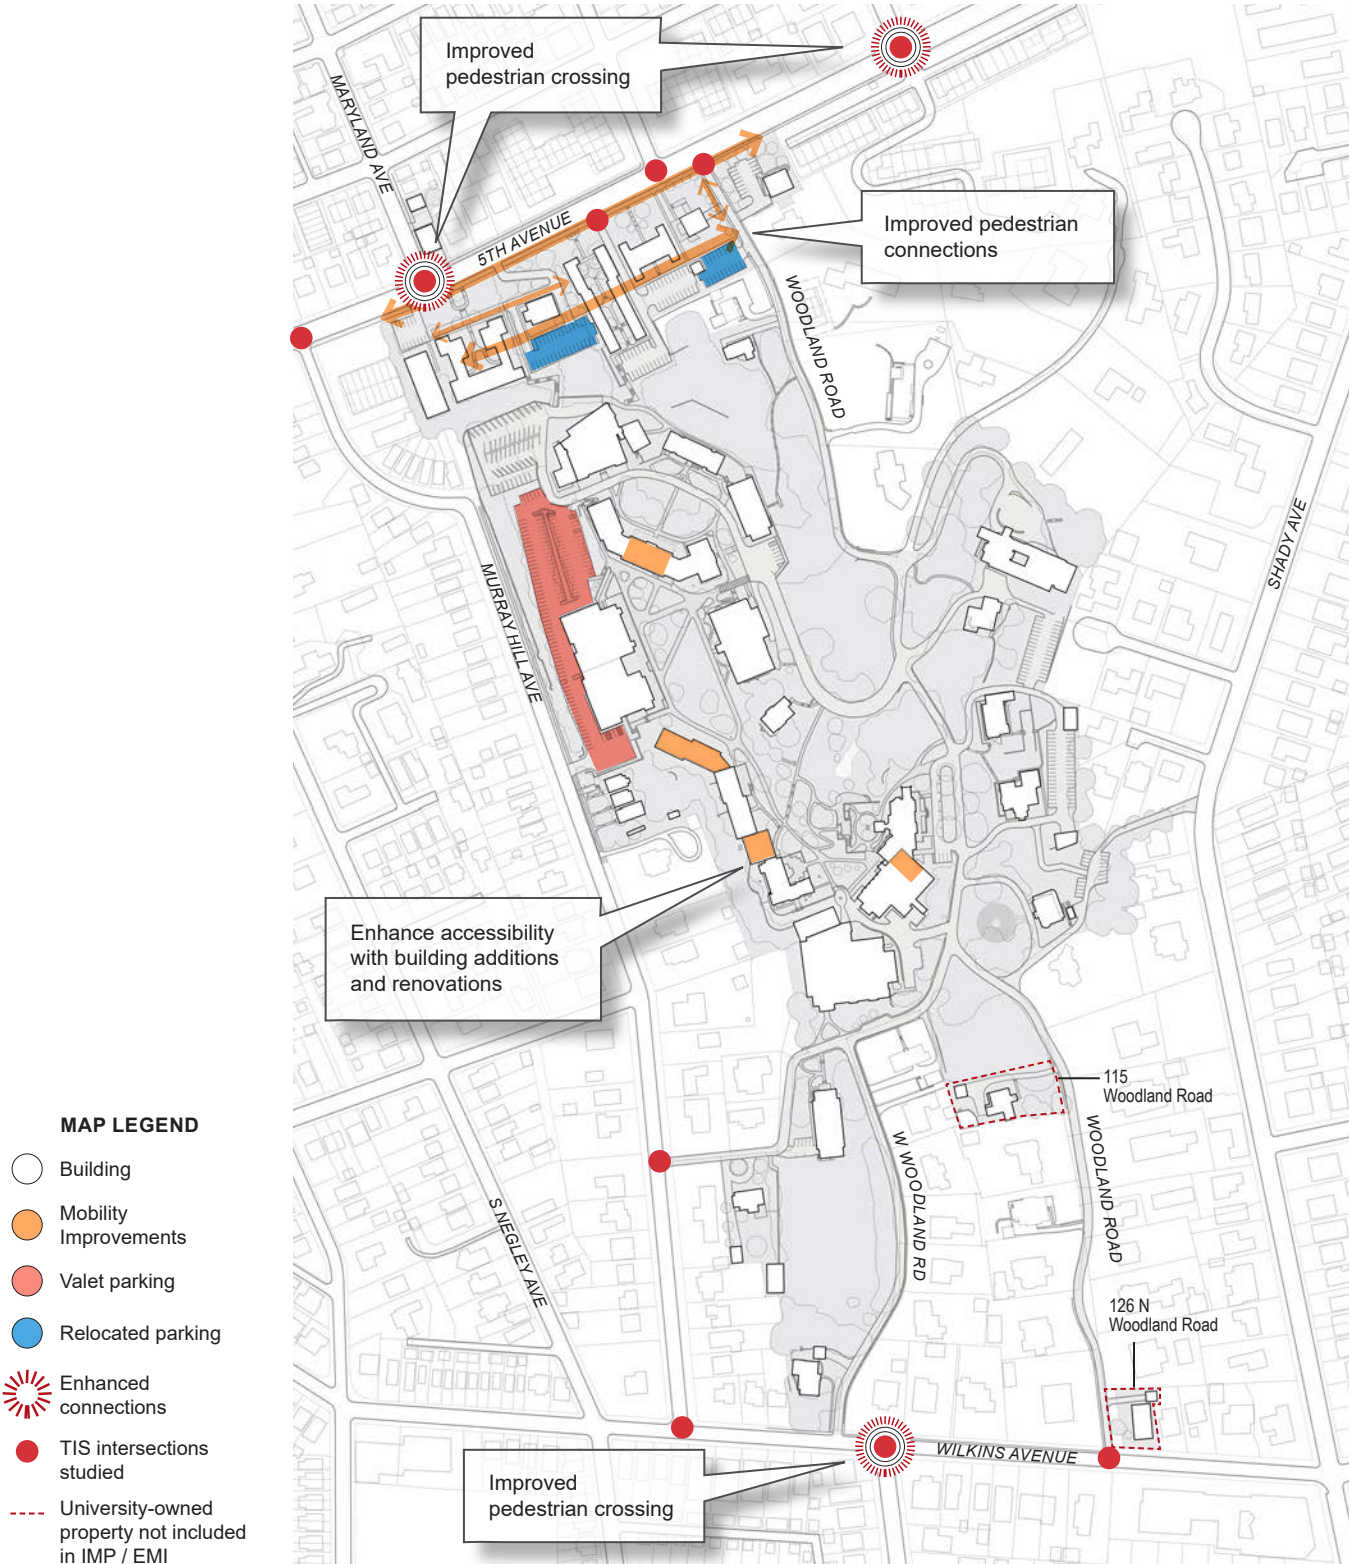 Improved
pedestrian crossing
MARYLAND AVE
5TH AVENUE
Improved pedestrian
connections
WOODLAND ROAD
SHADY AVE
MURRAY HILL AVE
Enhance accessibility
with building additions
and renovations
115
Woodland Road
W WOODLAND RD
WOODLAND ROAD
S NEGLEY AVE
126 N
Woodland Road
WILKINS AVENUE
Improved
pedestrian crossing
MAP LEGEND
Building
Mobility
Improvements
Valet parking
Relocated parking
Enhanced
connections
TIS intersections
studied
University-owned
property not included
in IMP / EMI